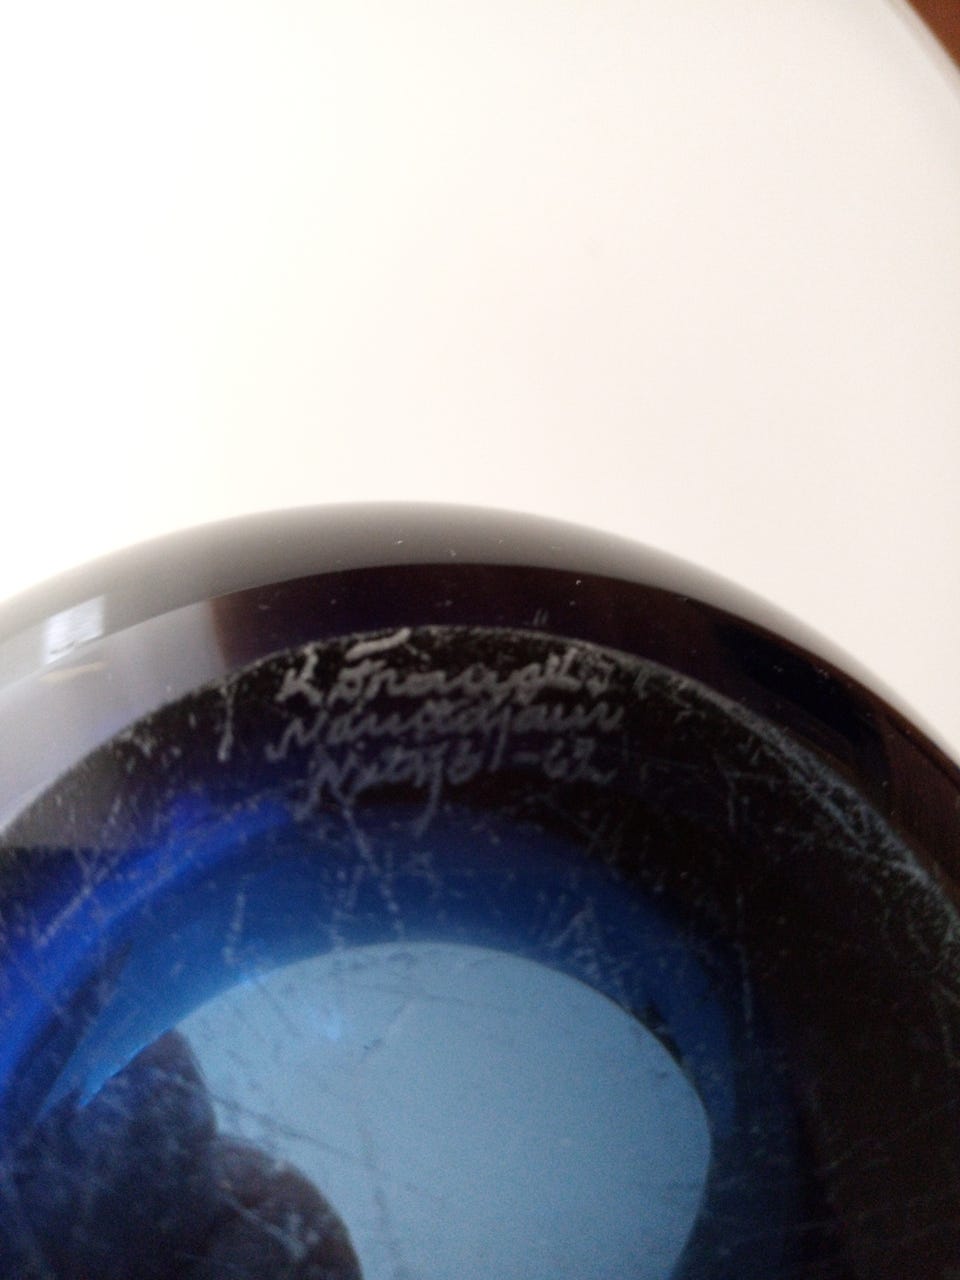 K Franck
Nuutajärvi
Notsjö -62